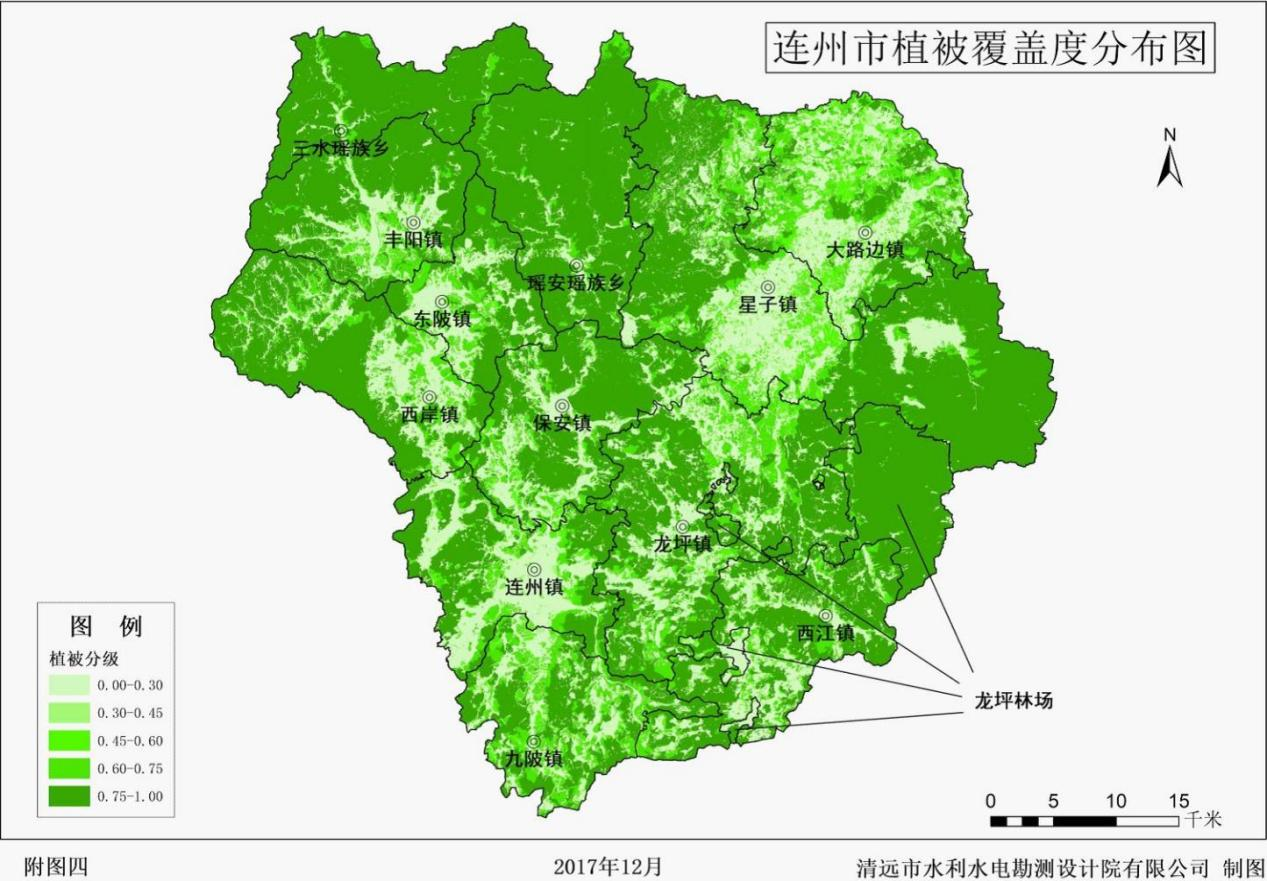 连州市植被覆盖度分布图
N
三水瑶族乡
丰阳镇
大路边镇
瑶安瑶族乡
星子镇
东陂镇
西岸镇
保安镇
龙坪镇
连州镇
西江镇
龙坪林场
九陂镇
图 例
植被分级
0.00-0.30
0.30-0.45
0.45-0.60
0.60-0.75
0.75-1.00
0 5 10 15
千米
附图四 2017年12月 清远市水利水电勘测设计院有限公司 制图